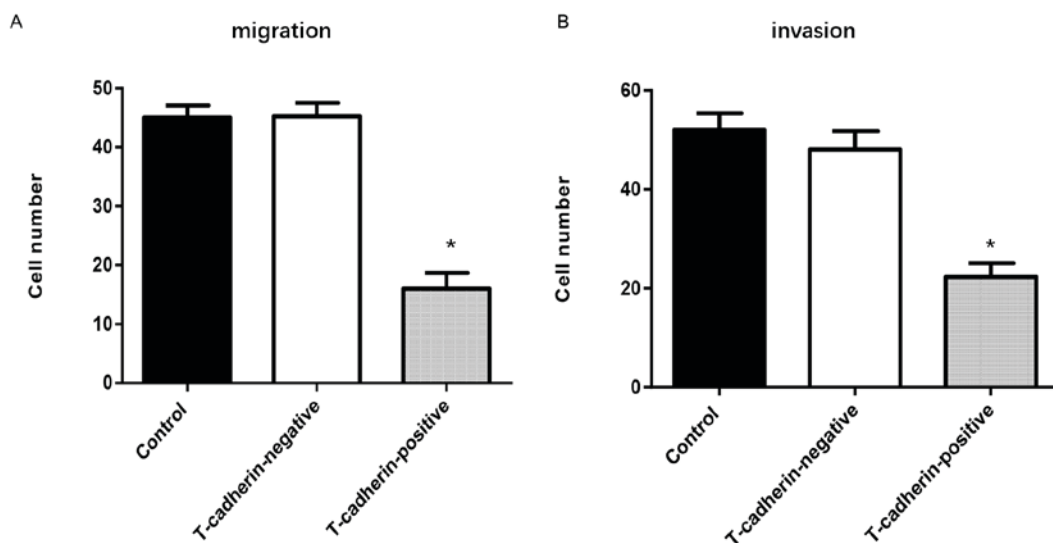 A
migration
Cell number
50
40
30
20
10
0
*
Control
T-cadherin-negative
T-cadherin-positive
B
invasion
Cell number
60
40
20
0
*
Control
T-cadherin-negative
T-cadherin-positive